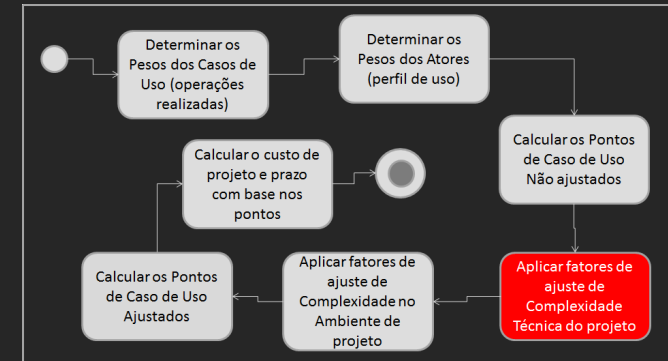 Determinar os
Pesos dos Casos de
Uso (operações
realizadas)
Determinar os
Pesos dos Atores
(perfil de uso)
Calcular os Pontos
de Caso de Uso
Não ajustados
Aplicar fatores de
ajuste de
Complexidade
Técnica do projeto
Aplicar fatores de
ajuste de
Complexidade no
Ambiente de
projeto
Calcular os Pontos
de Caso de Uso
Ajustados
Calcular o custo de
projeto e prazo
com base nos
pontos